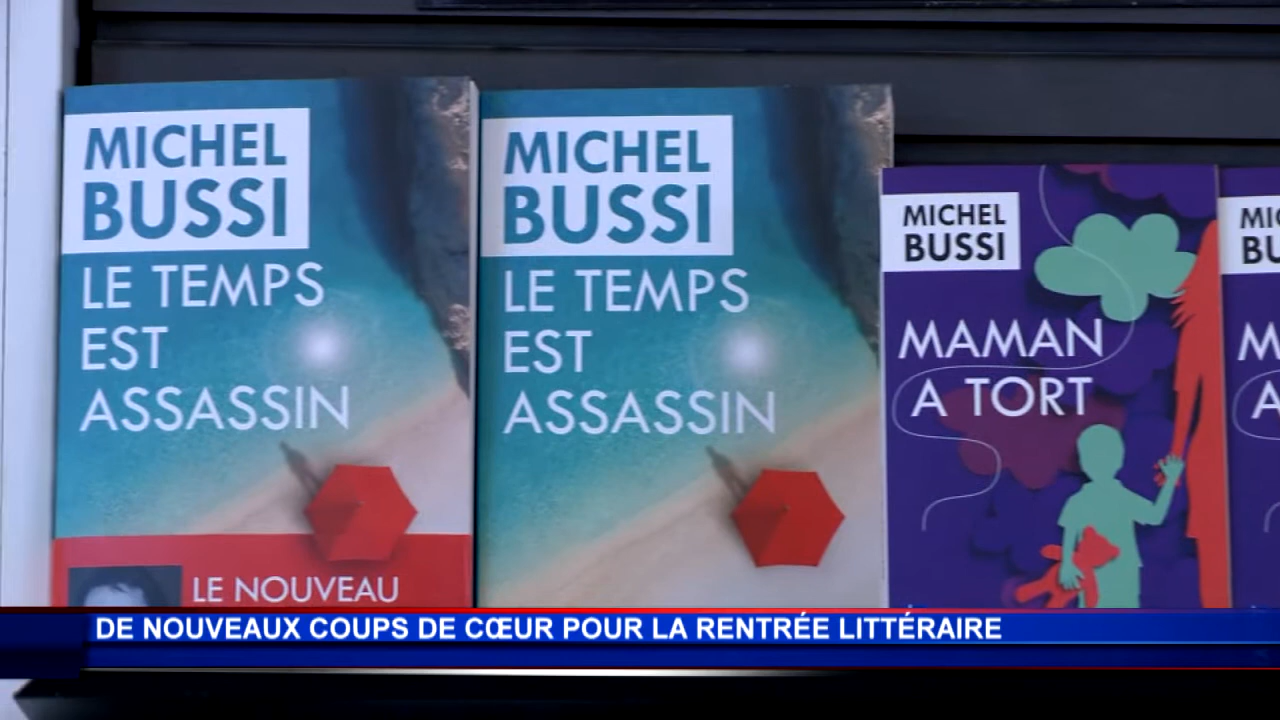 MICHEL
BUSSI
LE TEMPS
EST
ASSASSIN
LE NOUVEAU
MICHEL
BUSSI
LE TEMPS
EST
ASSASSIN
MICHEL
BUSSI
MAMAN
A TORT
DE NOUVEAUX COUPS DE CŒUR POUR LA RENTRÉE LITTÉRAIRE